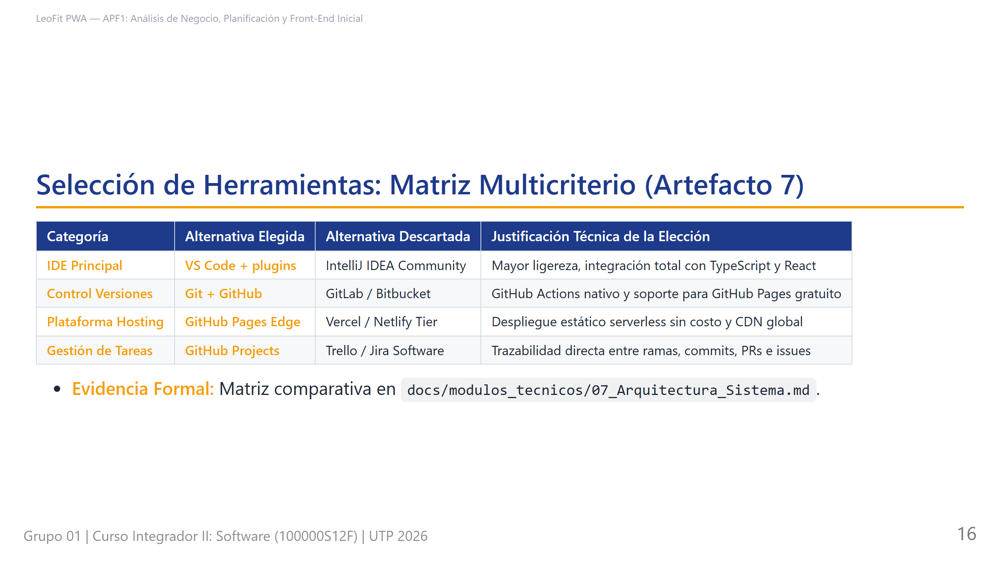 LeoFit PWA — APF1: Análisis de Negocio, Planificación y Front-End Inicial
Selección de Herramientas: Matriz Multicriterio (Artefacto 7)
Categoría Alternativa Elegida Alternativa Descartada Justificación Técnica de la Elección
IDE Principal VS Code + plugins IntelliJ IDEA Community Mayor ligereza, integración total con TypeScript y React
Control Versiones Git + GitHub GitLab / Bitbucket GitHub Actions nativo y soporte para GitHub Pages gratuito
Plataforma Hosting GitHub Pages Edge Vercel / Netlify Tier Despliegue estático serverless sin costo y CDN global
Gestión de Tareas GitHub Projects Trello / Jira Software Trazabilidad directa entre ramas, commits, PRs e issues
• Evidencia Formal: Matriz comparativa en docs/modulos_tecnicos/07_Arquitectura_Sistema.md.
Grupo 01 | Curso Integrador II: Software (100000S12F) | UTP 2026
16